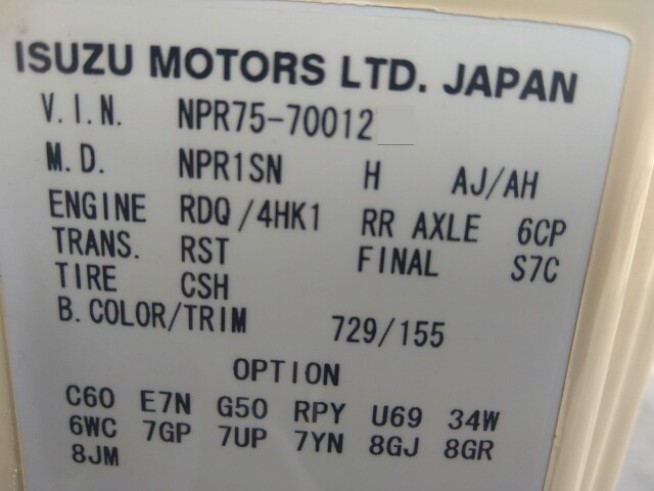 ISUZU MOTORS LTD. JAPAN
V.I.N. NPR75-70012
M.D. NPR1SN H AJ/AH
ENGINE RDQ/4HK1 RR AXLE 6CP
TRANS. RST FINAL S7C
TIRE CSH
B.COLOR/TRIM 729/155
OPTION
C60 E7N G50 RPY U69 34W
6WC 7GP 7UP 7YN 8GJ 8GR
8JM